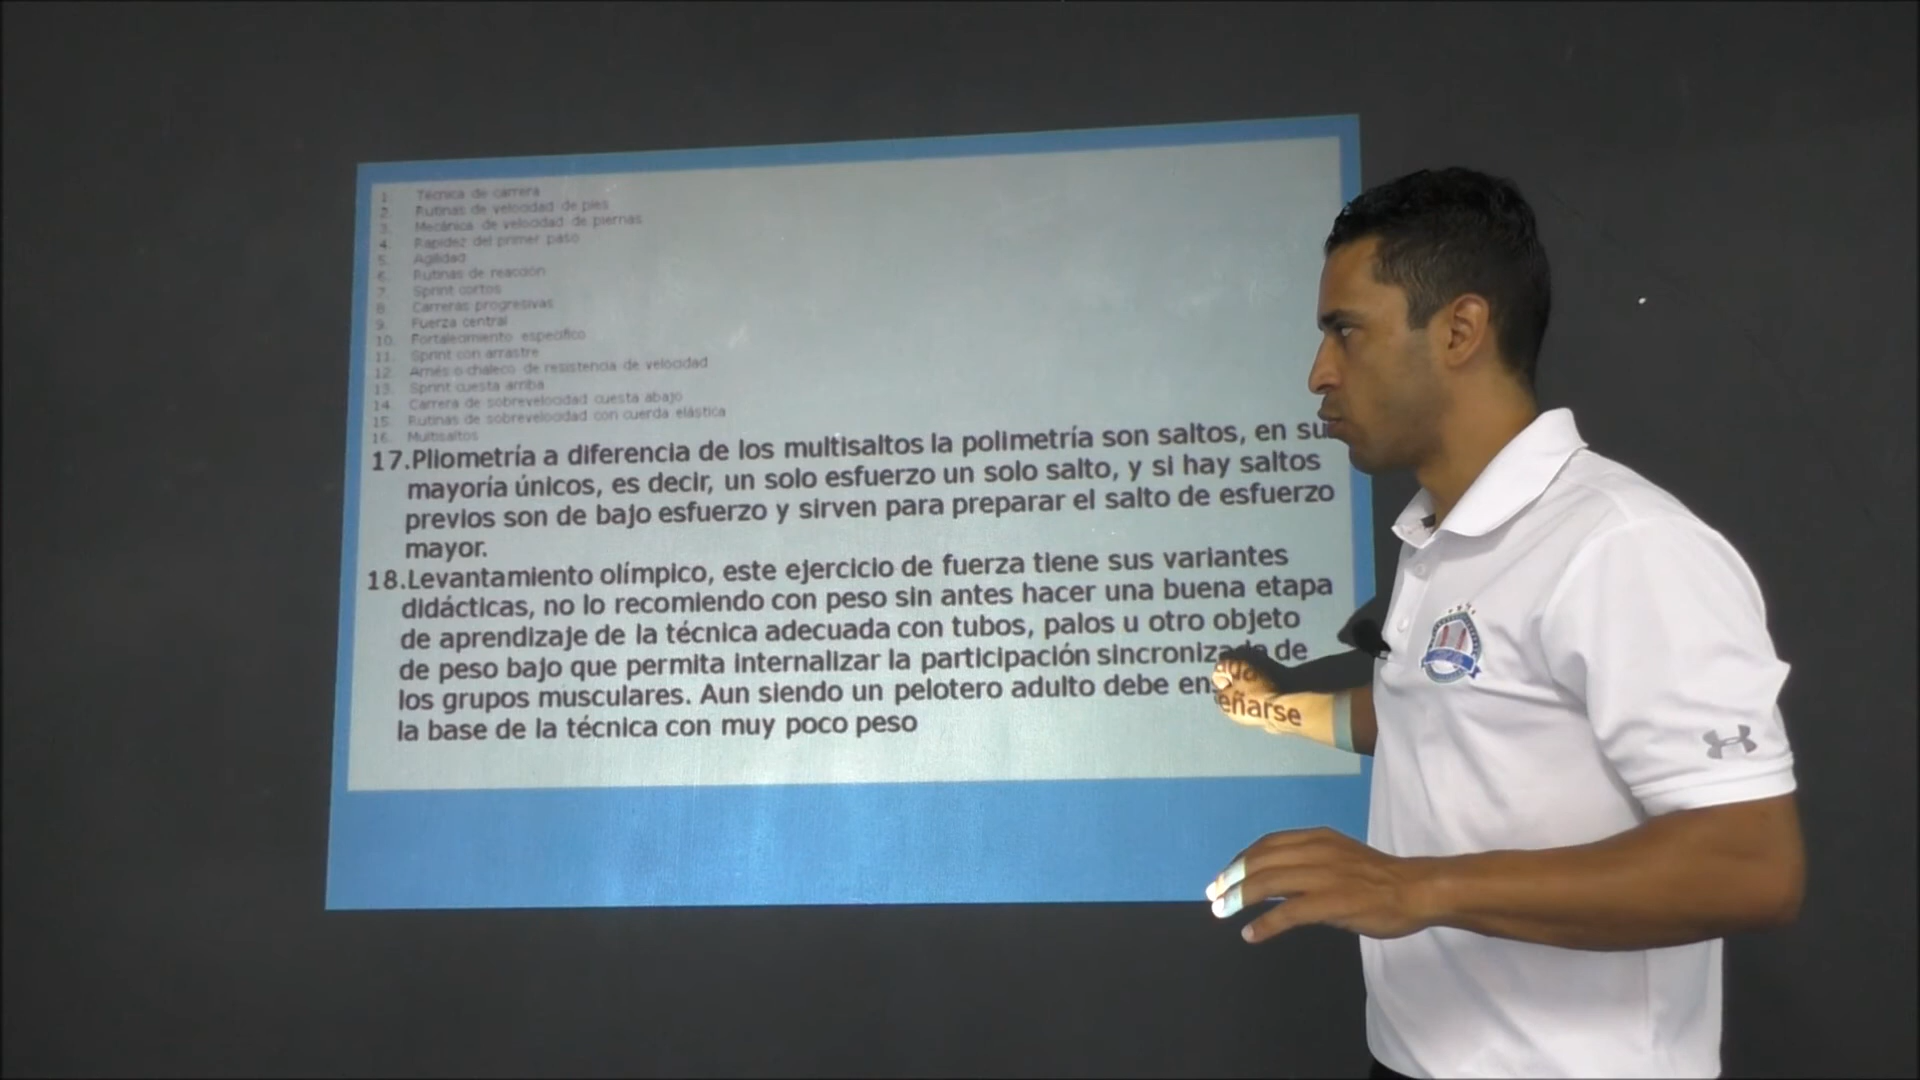 1. Técnica de carrera
2. Rutinas de velocidad de pies
3. Mecánica de velocidad de piernas
4. Rapidez del primer paso
5. Agilidad
6. Rutinas de reacción
7. Sprint cortos
8. Carreras progresivas
9. Fuerza central
10. Fortalecimiento especifico
11. Sprint con arrastre
12. Arnés o chaleco de resistencia de velocidad
13. Sprint cuesta arriba
14. Carrera de sobrevelocidad cuesta abajo
15. Rutinas de sobrevelocidad con cuerda elástica
16. Multisaltos
17.Pliometría a diferencia de los multisaltos la polimetría son saltos, en su
mayoría únicos, es decir, un solo esfuerzo un solo salto, y si hay saltos
previos son de bajo esfuerzo y sirven para preparar el salto de esfuerzo
mayor.
18.Levantamiento olímpico, este ejercicio de fuerza tiene sus variantes
didácticas, no lo recomiendo con peso sin antes hacer una buena etapa
de aprendizaje de la técnica adecuada con tubos, palos u otro objeto
de peso bajo que permita internalizar la participación sincronizada de
los grupos musculares. Aun siendo un pelotero adulto debe enseñarse
la base de la técnica con muy poco peso